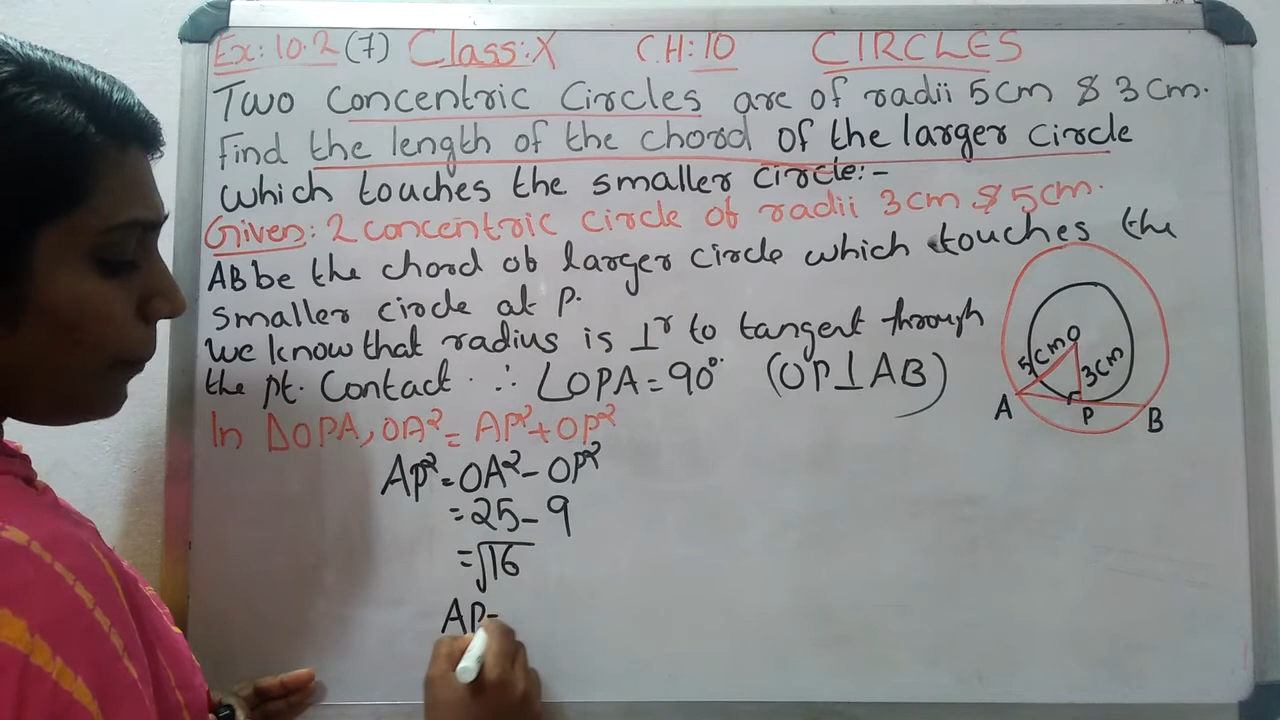 Ex: 10.2 (7) Class: X CH: 10 CIRCLES
Two concentric circles are of radii 5cm & 3cm.
Find the length of the chord of the larger circle
which touches the smaller circle:-
Given: 2 concentric circle of radii 3cm & 5cm.
AB be the chord of larger circle which touches the
smaller circle at P.
we know that radius is ⊥r to tangent through
the pt. Contact. ∴ ∠OPA = 90° (OP⊥AB)
In ΔOPA, OA² = AP² + OP²
AP² = OA² - OP²
= 25 - 9
= √16
AP=
O
5cm
3cm
A
P
B